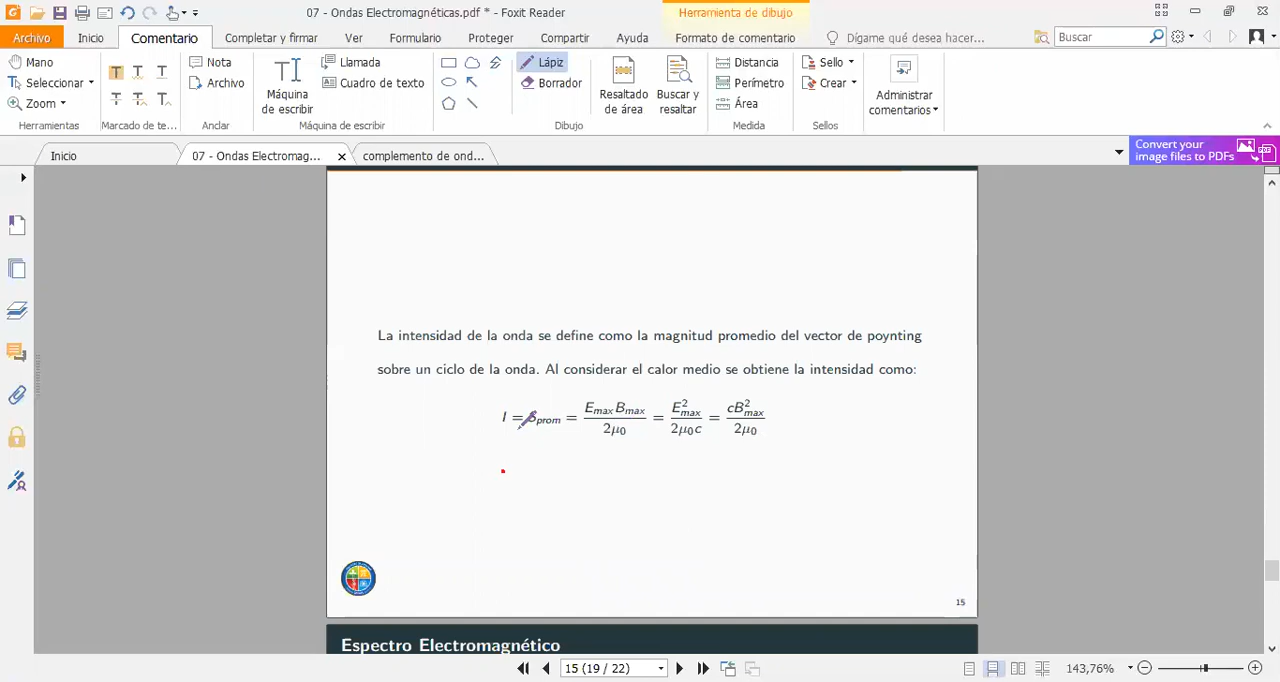 07 - Ondas Electromagnéticas.pdf * - Foxit Reader
Herramienta de dibujo
Archivo Inicio Comentario Completar y firmar Ver Formulario Proteger Compartir Ayuda Formato de comentario Dígame qué desea hacer... Buscar
Mano
Seleccionar
Zoom
Herramientas
T T T
T T T
Marcado de te...
Nota
Archivo
Anclar
Máquina de escribir
Llamada
Cuadro de texto
Máquina de escribir
Lápiz
Borrador
Dibujo
Resaltado de área
Buscar y resaltar
Distancia
Perímetro
Área
Medida
Sello
Crear
Sellos
Administrar comentarios
Inicio 07 - Ondas Electromag... complemento de ond...
Convert your
image files to PDFs
La intensidad de la onda se define como la magnitud promedio del vector de poynting
sobre un ciclo de la onda. Al considerar el calor medio se obtiene la intensidad como:
I = S_prom = E_max B_max / 2μ₀ = E²_max / 2μ₀c = cB²_max / 2μ₀
15
Espectro Electromagnético
15 (19 / 22)
143,76%